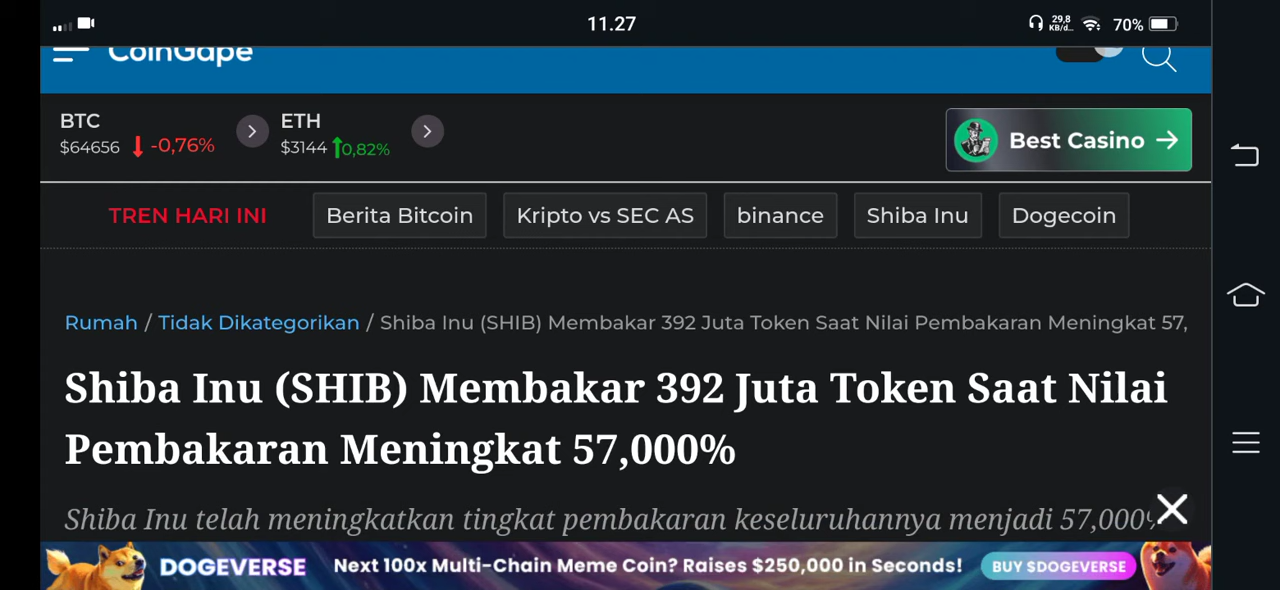 11.27
29,8
KB/d...
70%
CoinGape
BTC
$64656 -0,76%
ETH
$3144 0,82%
Best Casino
TREN HARI INI
Berita Bitcoin
Kripto vs SEC AS
binance
Shiba Inu
Dogecoin
Rumah / Tidak Dikategorikan / Shiba Inu (SHIB) Membakar 392 Juta Token Saat Nilai Pembakaran Meningkat 57,
Shiba Inu (SHIB) Membakar 392 Juta Token Saat Nilai
Pembakaran Meningkat 57,000%
Shiba Inu telah meningkatkan tingkat pembakaran keseluruhannya menjadi 57,000%
DOGEVERSE Next 100x Multi-Chain Meme Coin? Raises $250,000 in Seconds! BUY $DOGEVERSE